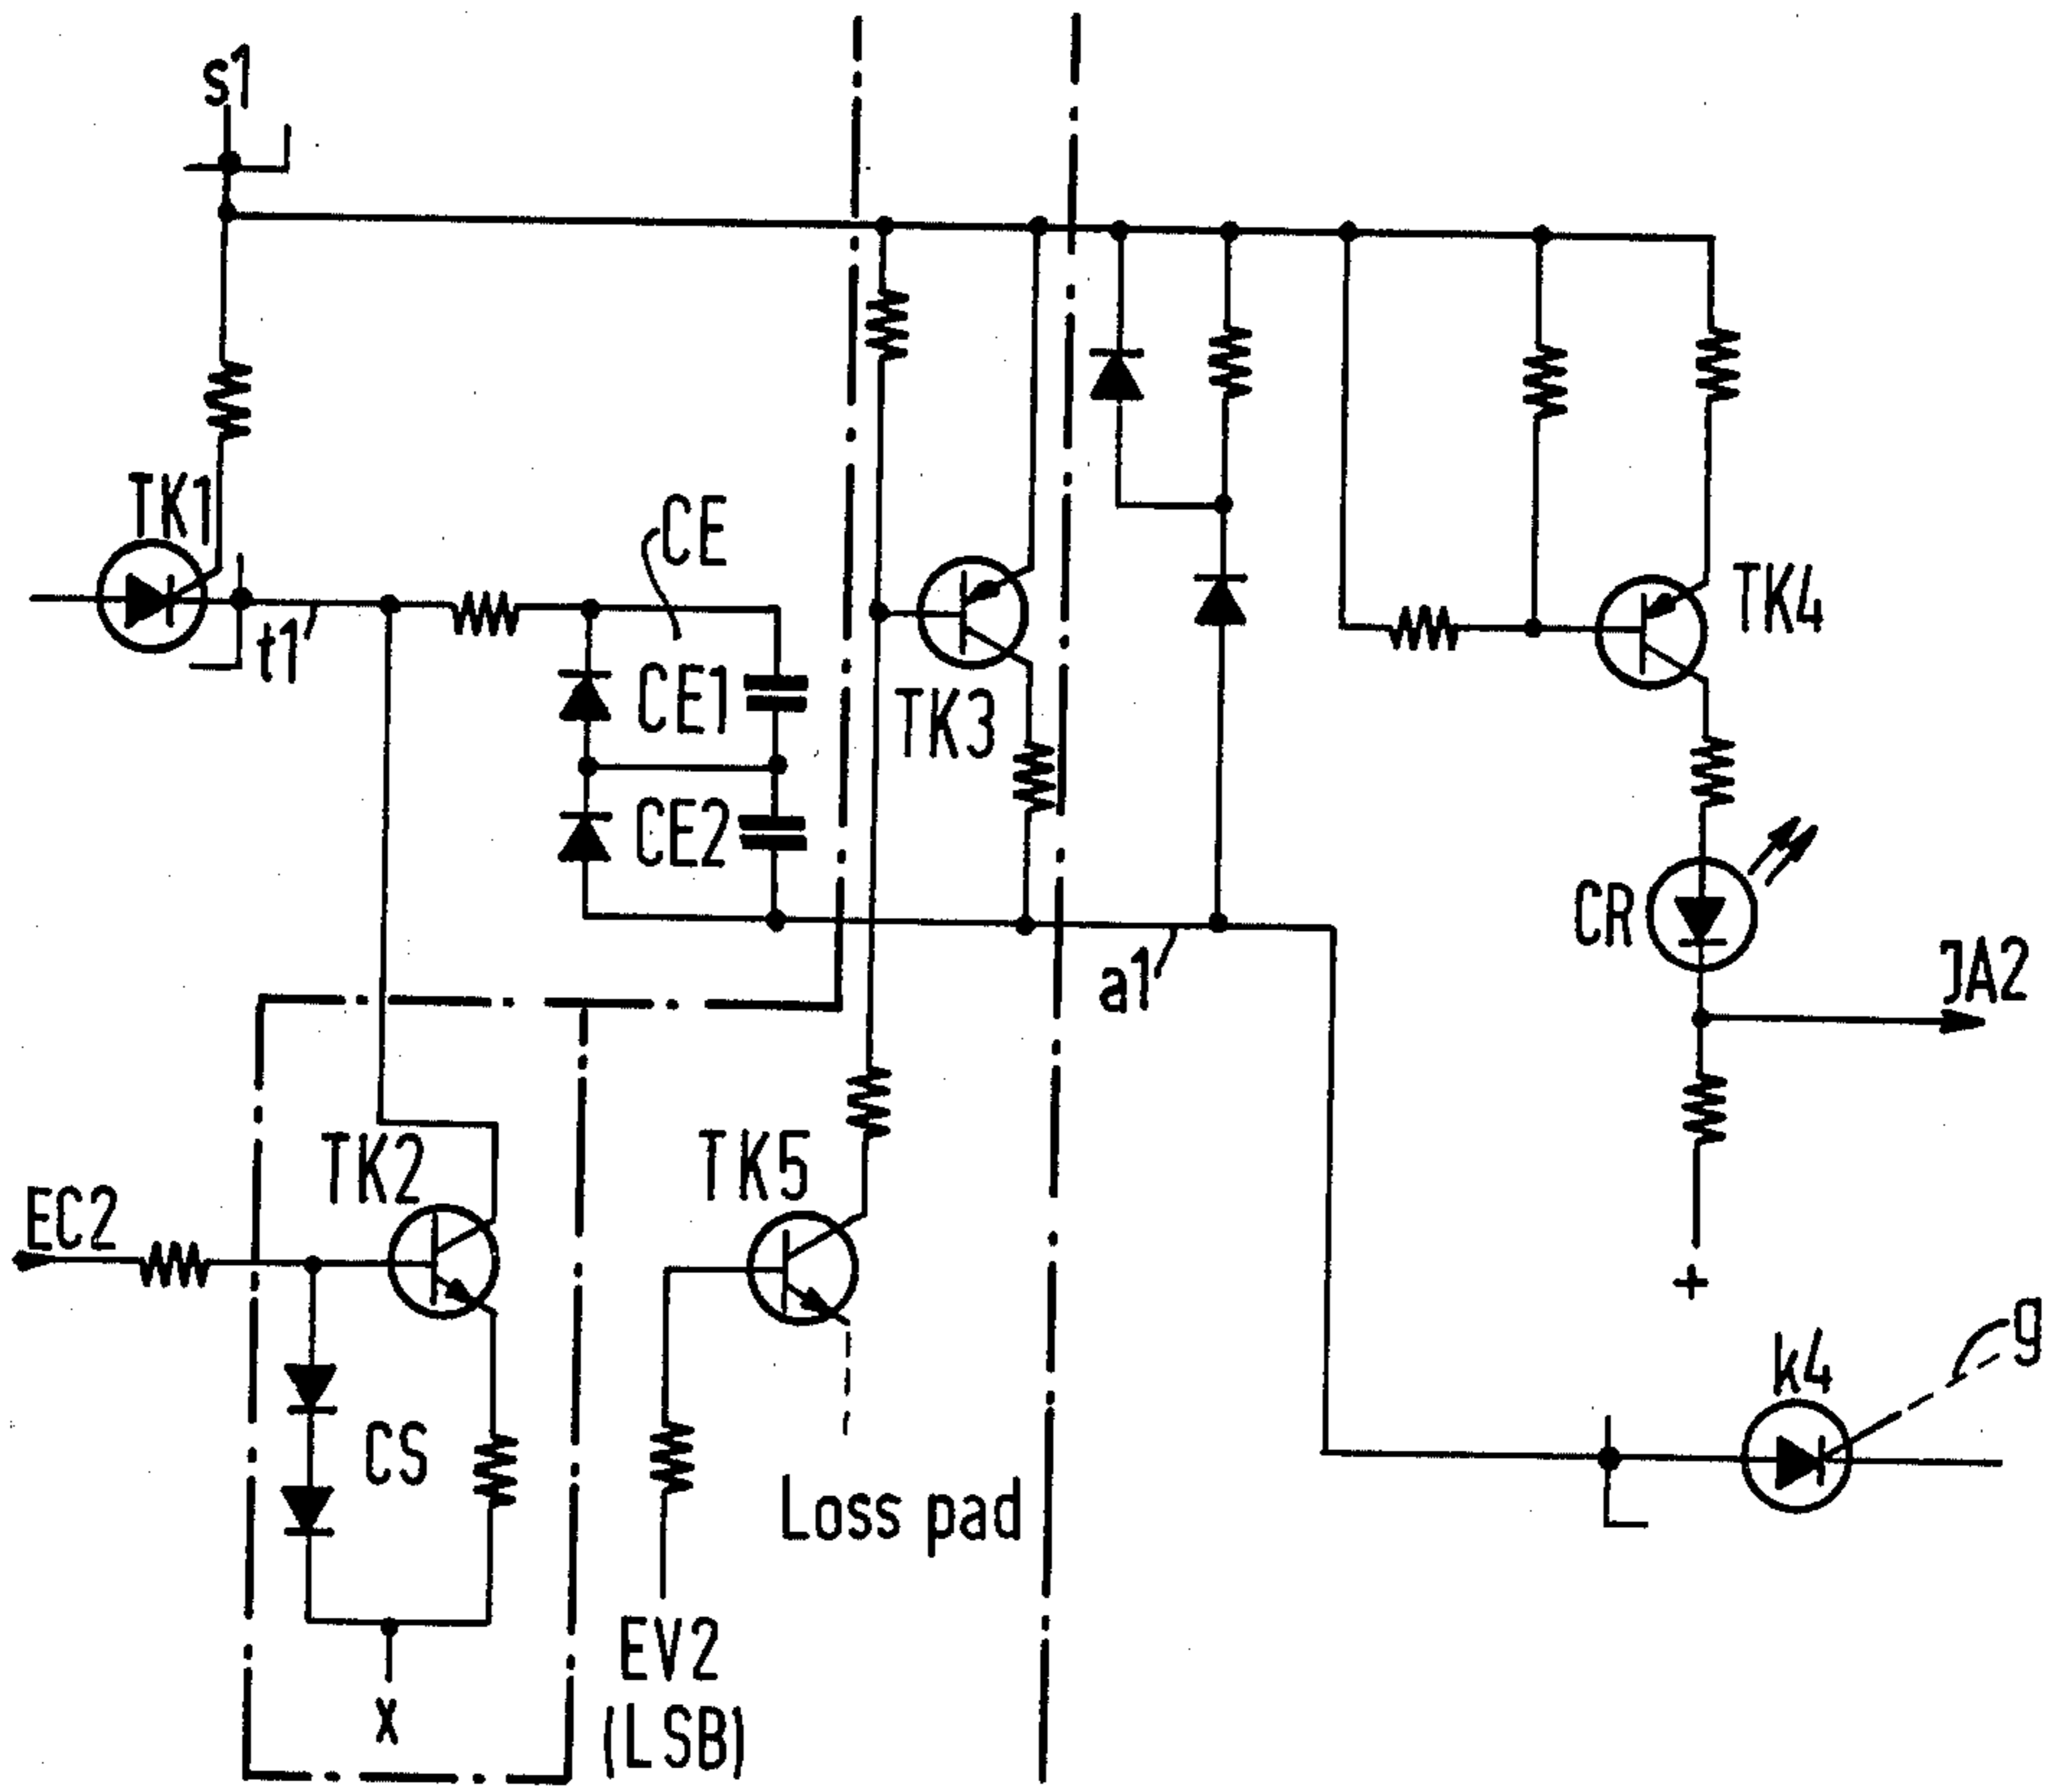 s1
TK1
t1
CE
CE1
CE2
TK3
TK4
CR
JA2
a1
EC2
TK2
TK5
CS
+
k4
g
Loss pad
EV2
(LSB)
x